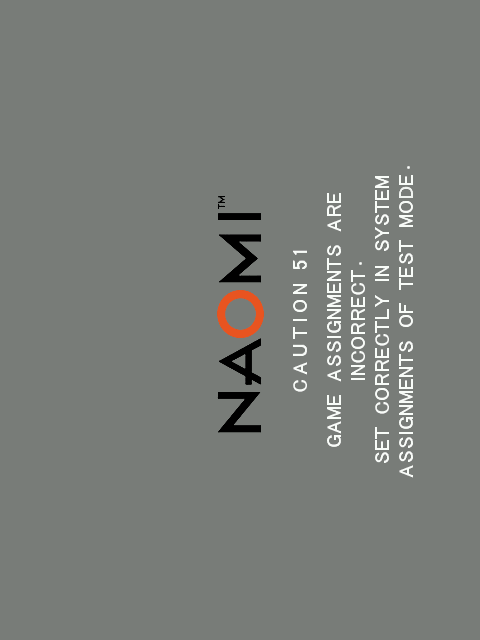 NAOMI™
CAUTION 51
GAME ASSIGNMENTS ARE
INCORRECT.
SET CORRECTLY IN SYSTEM
ASSIGNMENTS OF TEST MODE.